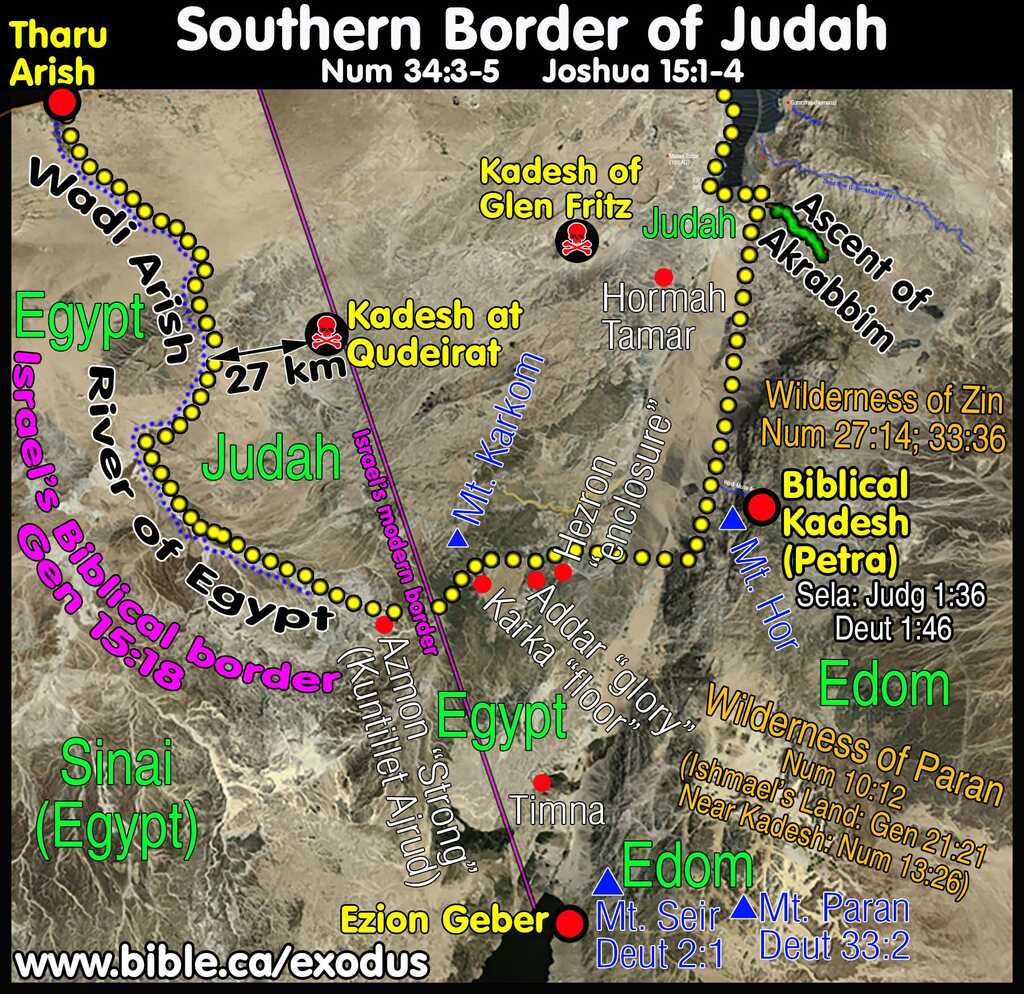 Southern Border of Judah
Num 34:3-5 Joshua 15:1-4
Tharu
Arish
Wadi Arish
River of Egypt
Egypt
Israel's Biblical border
Gen 15:18
27 km
Kadesh at
Qudeirat
Kadesh of
Glen Fritz
Judah
Hormah
Tamar
Ascent of
Akrabbim
Judah
Israel's modern border
Mt. Karkom
Hezron
"enclosure"
Wilderness of Zin
Num 27:14; 33:36
Biblical
Kadesh
(Petra)
Sela: Judg 1:36
Deut 1:46
Mt. Hor
Edom
Addar "glory"
Karka "floor"
Azmon "Strong"
(Kuntillet Ajrud)
Egypt
Sinai
(Egypt)
Timna
Wilderness of Paran
Num 10:12
(Ishmael's Land: Gen 21:21
Near Kadesh: Num 13:26)
Edom
Ezion Geber
Mt. Seir
Deut 2:1
Mt. Paran
Deut 33:2
www.bible.ca/exodus